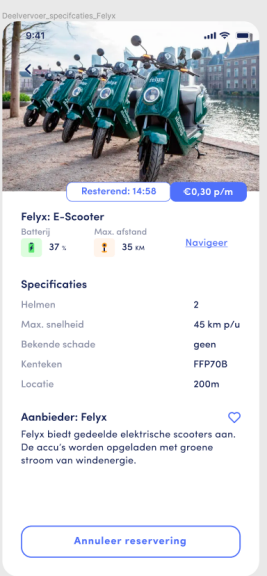 Deelvervoer_specifcaties_Felyx
9:41
FELYX
Resterend: 14:58
€0,30 p/m
Felyx: E-Scooter
Batterij
Max. afstand
37 %
35 KM
Navigeer
Specificaties
Helmen 2
Max. snelheid 45 km p/u
Bekende schade geen
Kenteken FFP70B
Locatie 200m
Aanbieder: Felyx
Felyx biedt gedeelde elektrische scooters aan.
De accu's worden opgeladen met groene
stroom van windenergie.
Annuleer reservering